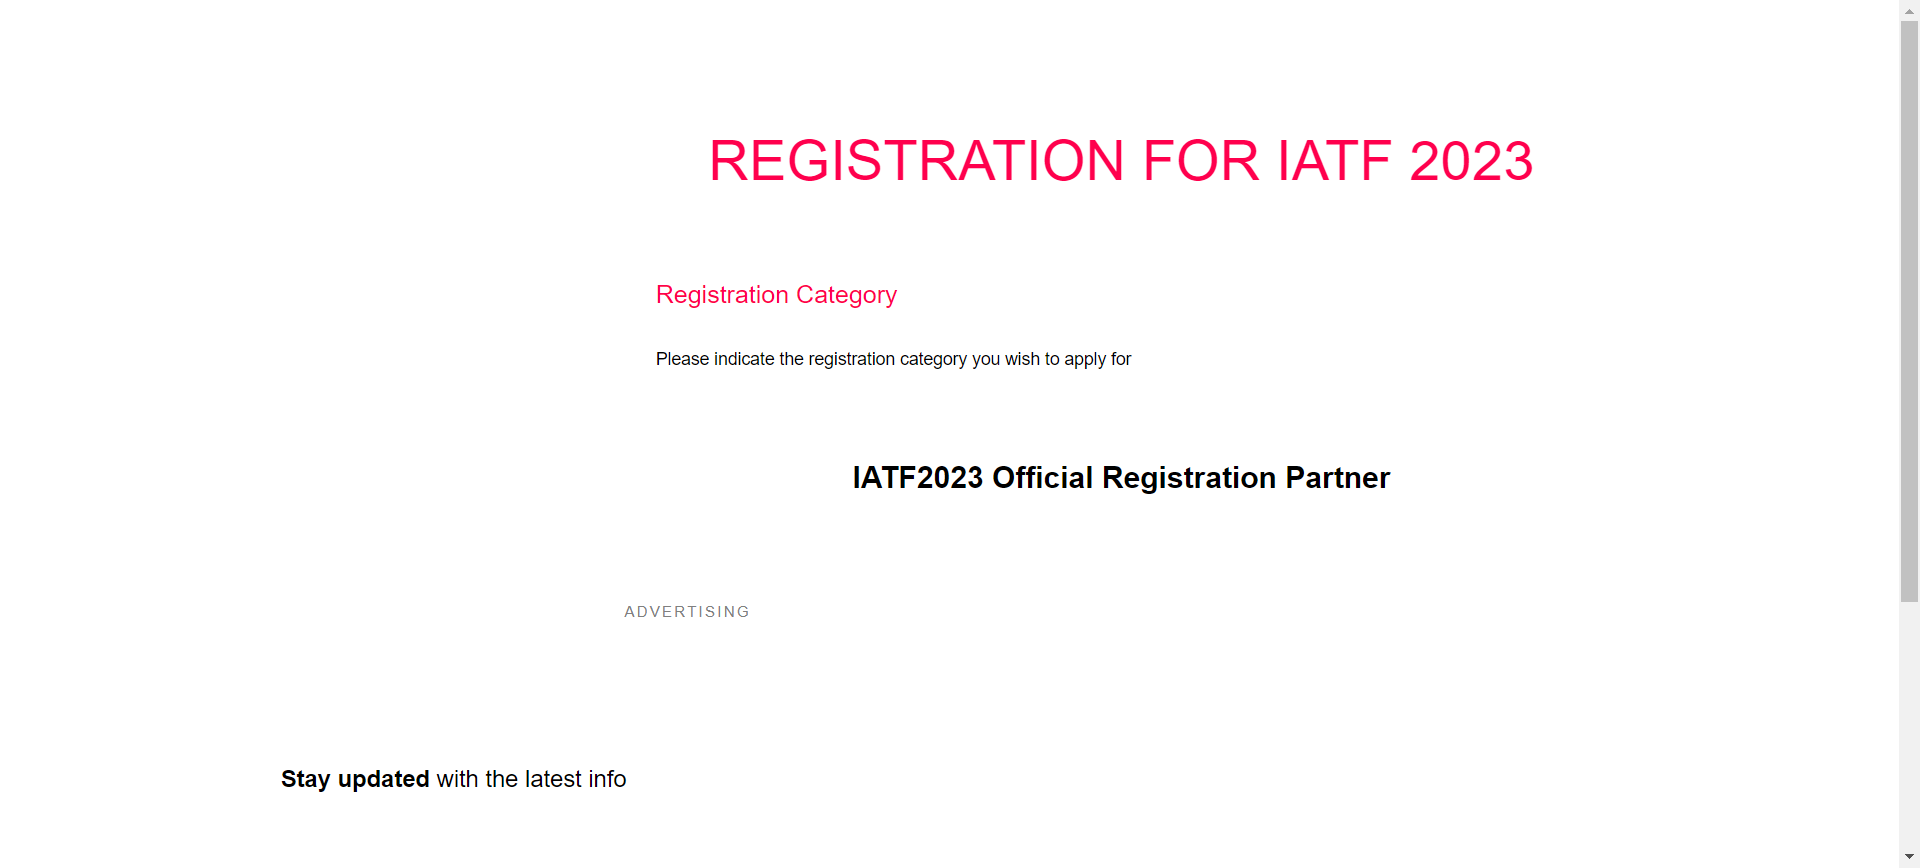 REGISTRATION FOR IATF 2023
Registration Category
Please indicate the registration category you wish to apply for
IATF2023 Official Registration Partner
ADVERTISING
Stay updated with the latest info